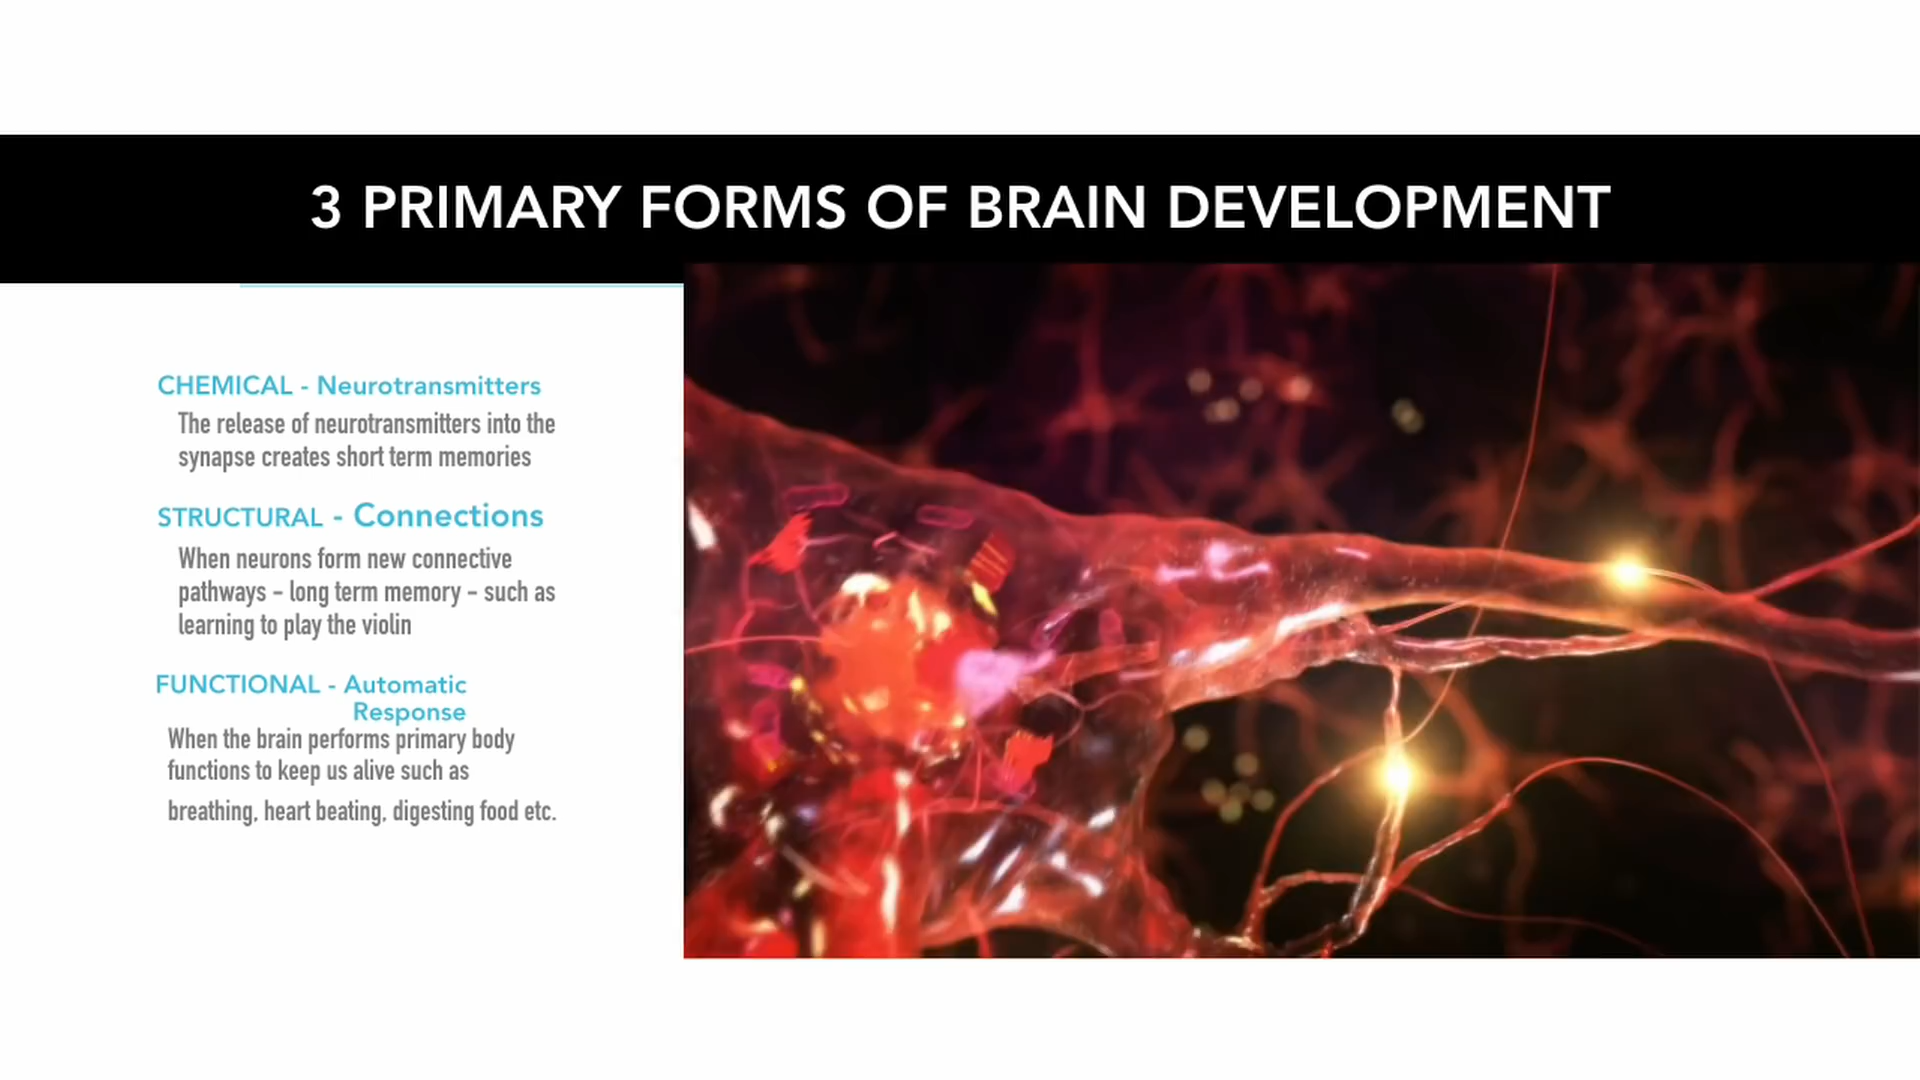 3 PRIMARY FORMS OF BRAIN DEVELOPMENT
CHEMICAL - Neurotransmitters
The release of neurotransmitters into the
synapse creates short term memories
STRUCTURAL - Connections
When neurons form new connective
pathways - long term memory - such as
learning to play the violin
FUNCTIONAL - Automatic
Response
When the brain performs primary body
functions to keep us alive such as
breathing, heart beating, digesting food etc.